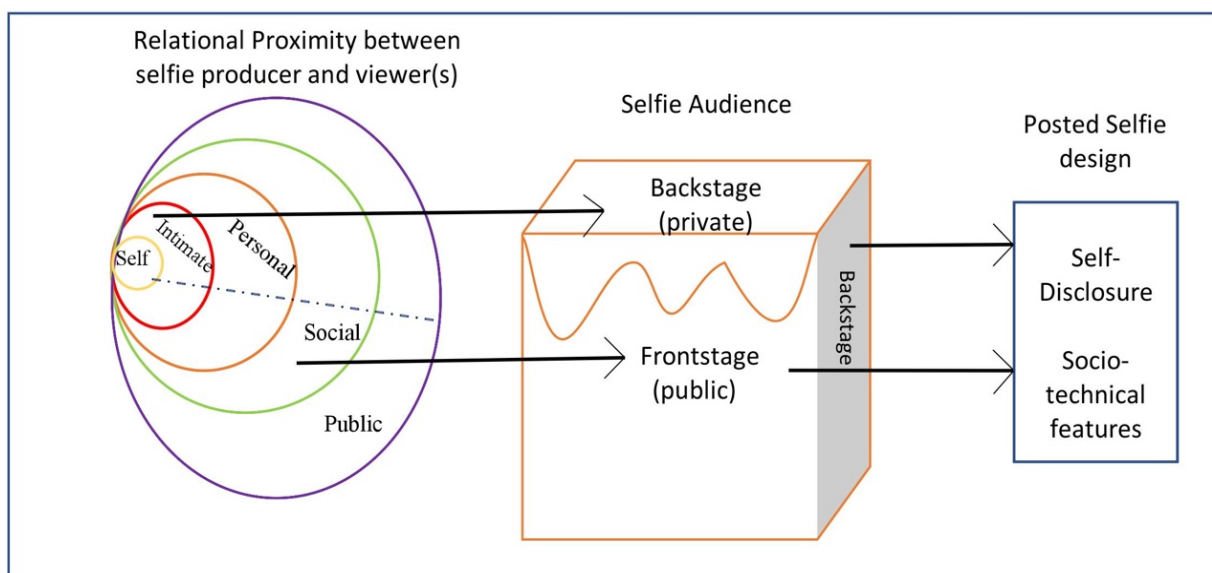 Relational Proximity between
selfie producer and viewer(s)
Self
Intimate
Personal
Social
Public
Selfie Audience
Backstage
(private)
Backstage
Frontstage
(public)
Posted Selfie
design
Self-
Disclosure
Socio-
technical
features